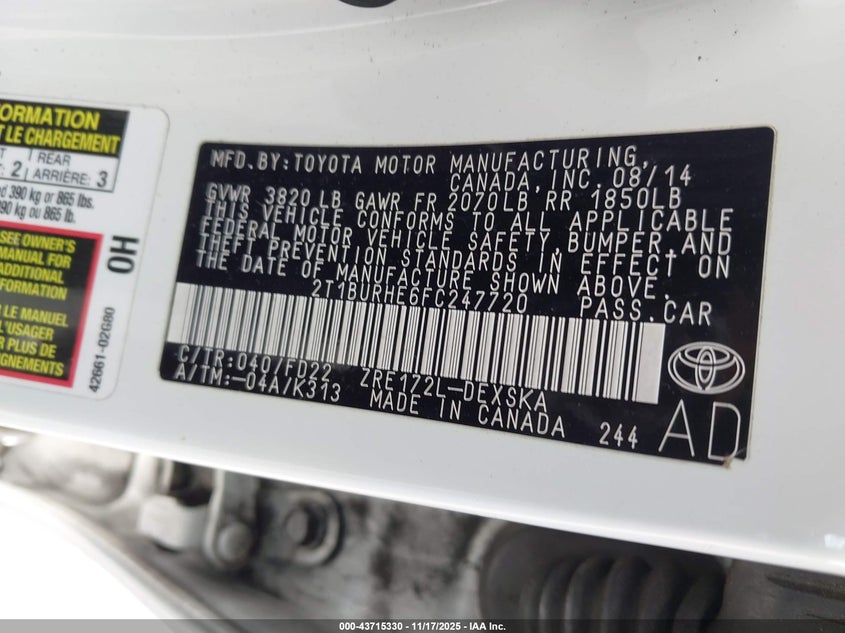 FORMATION
T LE CHARGEMENT
2
REAR
ARRIÈRE: 3
390 kg or 865 lbs.
390 kg ou 865 lb.
SEE OWNER'S
MANUAL FOR
ADDITIONAL
INFORMATION
LE MANUEL
L'USAGER
PLUS DE
OH
42661-02G80
MFD.BY:TOYOTA MOTOR MANUFACTURING,
CANADA, INC. 08/14
GVWR 3820 LB GAWR FR 2070LB RR 1850LB
THIS VEHICLE CONFORMS TO ALL APPLICABLE
FEDERAL MOTOR VEHICLE SAFETY, BUMPER, AND
THEFT PREVENTION STANDARDS IN EFFECT ON
THE DATE OF MANUFACTURE SHOWN ABOVE.
2T1BURHE6FC247720 PASS.CAR
C/TR:040/FD22 ZRE172L-DEXSKA
A/TM:-04A/K313 MADE IN CANADA 244
AD
000-43715330 - 11/17/2025 - IAA Inc.